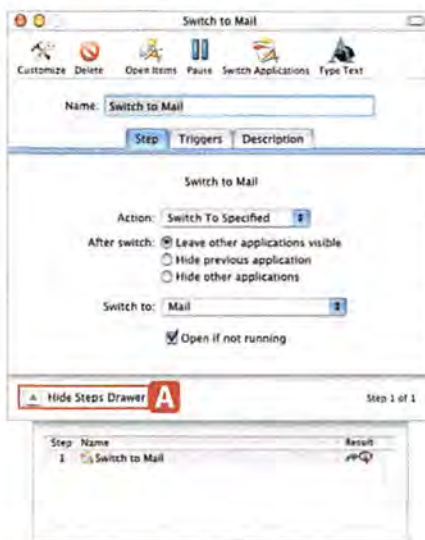 Switch to Mail
Customize Delete Open Items Pause Switch Applications Type Text
Name: Switch to Mail
Step Triggers Description
Switch to Mail
Action: Switch To Specified
After switch: Leave other applications visible
Hide previous application
Hide other applications
Switch to: Mail
Open if not running
Hide Steps Drawer A Step 1 of 1
Step Name Result
1 Switch to Mail